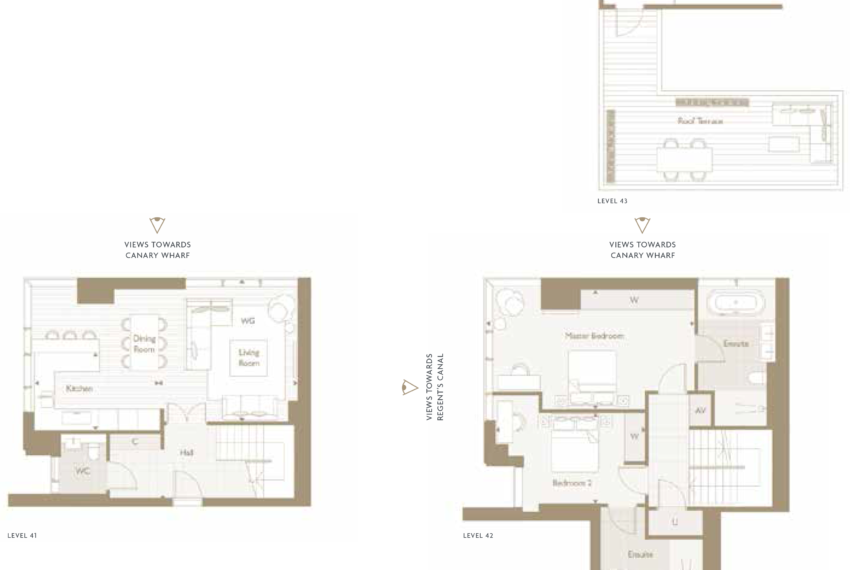 Roof Terrace
LEVEL 43
VIEWS TOWARDS
CANARY WHARF
VIEWS TOWARDS
CANARY WHARF
WG
Dining
Room
Living
Room
Kitchen
T
C
Hall
WC
LEVEL 41
VIEWS TOWARDS
REGENT'S CANAL
W
Master Bedroom
Ensuite
AV
W
Bedroom 2
U
LEVEL 42
Ensuite